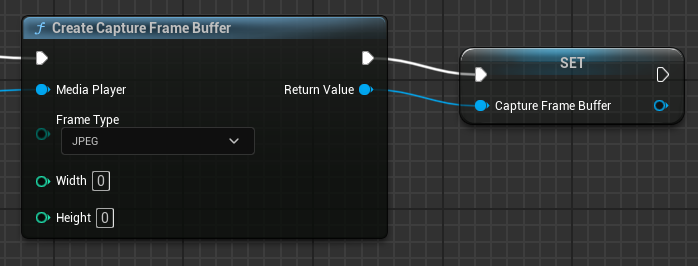 f Create Capture Frame Buffer
SET
Media Player
Return Value
Capture Frame Buffer
Frame Type
JPEG
Width 0
Height 0